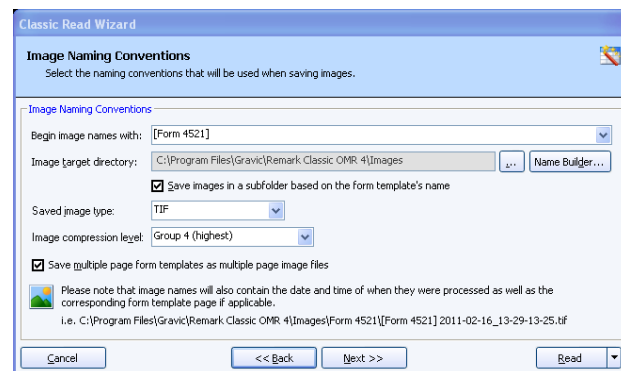 Classic Read Wizard
Image Naming Conventions
Select the naming conventions that will be used when saving images.
Image Naming Conventions
Begin image names with: [Form 4521]
Image target directory: C:\Program Files\Gravic\Remark Classic OMR 4\Images ... Name Builder...
Save images in a subfolder based on the form template's name
Saved image type: TIF
Image compression level: Group 4 (highest)
Save multiple page form templates as multiple page image files
Please note that image names will also contain the date and time of when they were processed as well as the
corresponding form template page if applicable.
i.e. C:\Program Files\Gravic\Remark Classic OMR 4\Images\Form 4521\[Form 4521] 2011-02-16_13-29-13-25.tif
Cancel << Back Next >> Read